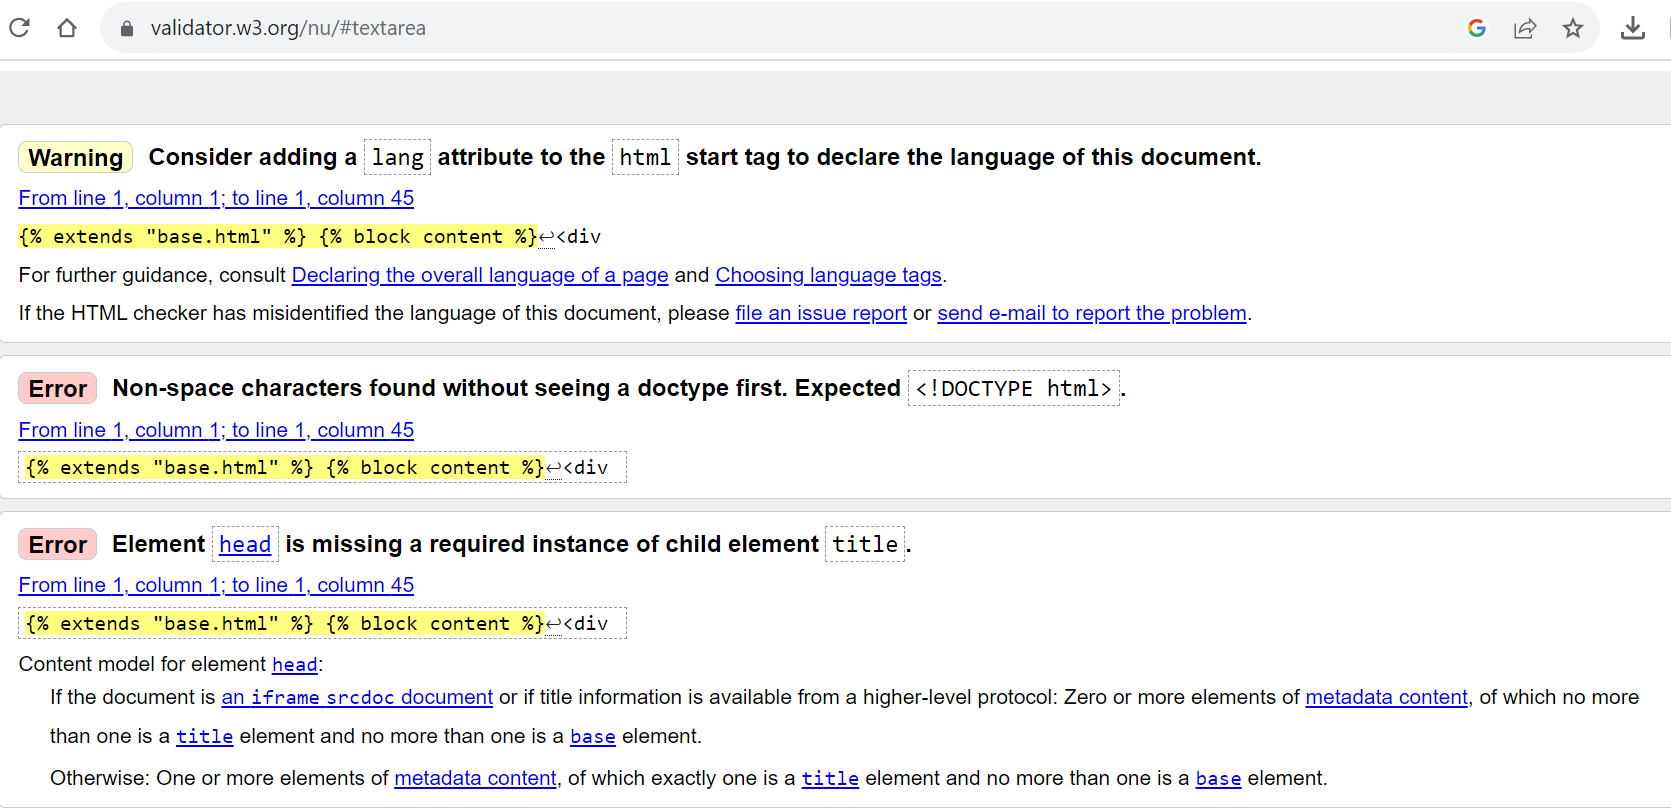 validator.w3.org/nu/#textarea
Warning Consider adding a lang attribute to the html start tag to declare the language of this document.
From line 1, column 1; to line 1, column 45
{% extends "base.html" %} {% block content %}↩<div
For further guidance, consult Declaring the overall language of a page and Choosing language tags.
If the HTML checker has misidentified the language of this document, please file an issue report or send e-mail to report the problem.
Error Non-space characters found without seeing a doctype first. Expected <!DOCTYPE html>.
From line 1, column 1; to line 1, column 45
{% extends "base.html" %} {% block content %}↩<div
Error Element head is missing a required instance of child element title.
From line 1, column 1; to line 1, column 45
{% extends "base.html" %} {% block content %}↩<div
Content model for element head:
If the document is an iframe srcdoc document or if title information is available from a higher-level protocol: Zero or more elements of metadata content, of which no more
than one is a title element and no more than one is a base element.
Otherwise: One or more elements of metadata content, of which exactly one is a title element and no more than one is a base element.